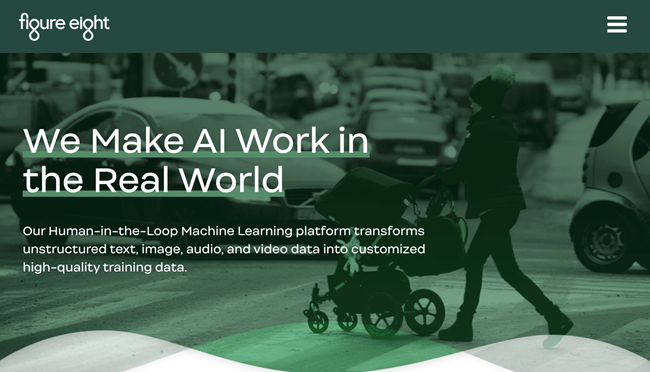 figure eight
We Make AI Work in
the Real World
Our Human-in-the-Loop Machine Learning platform transforms
unstructured text, image, audio, and video data into customized
high-quality training data.